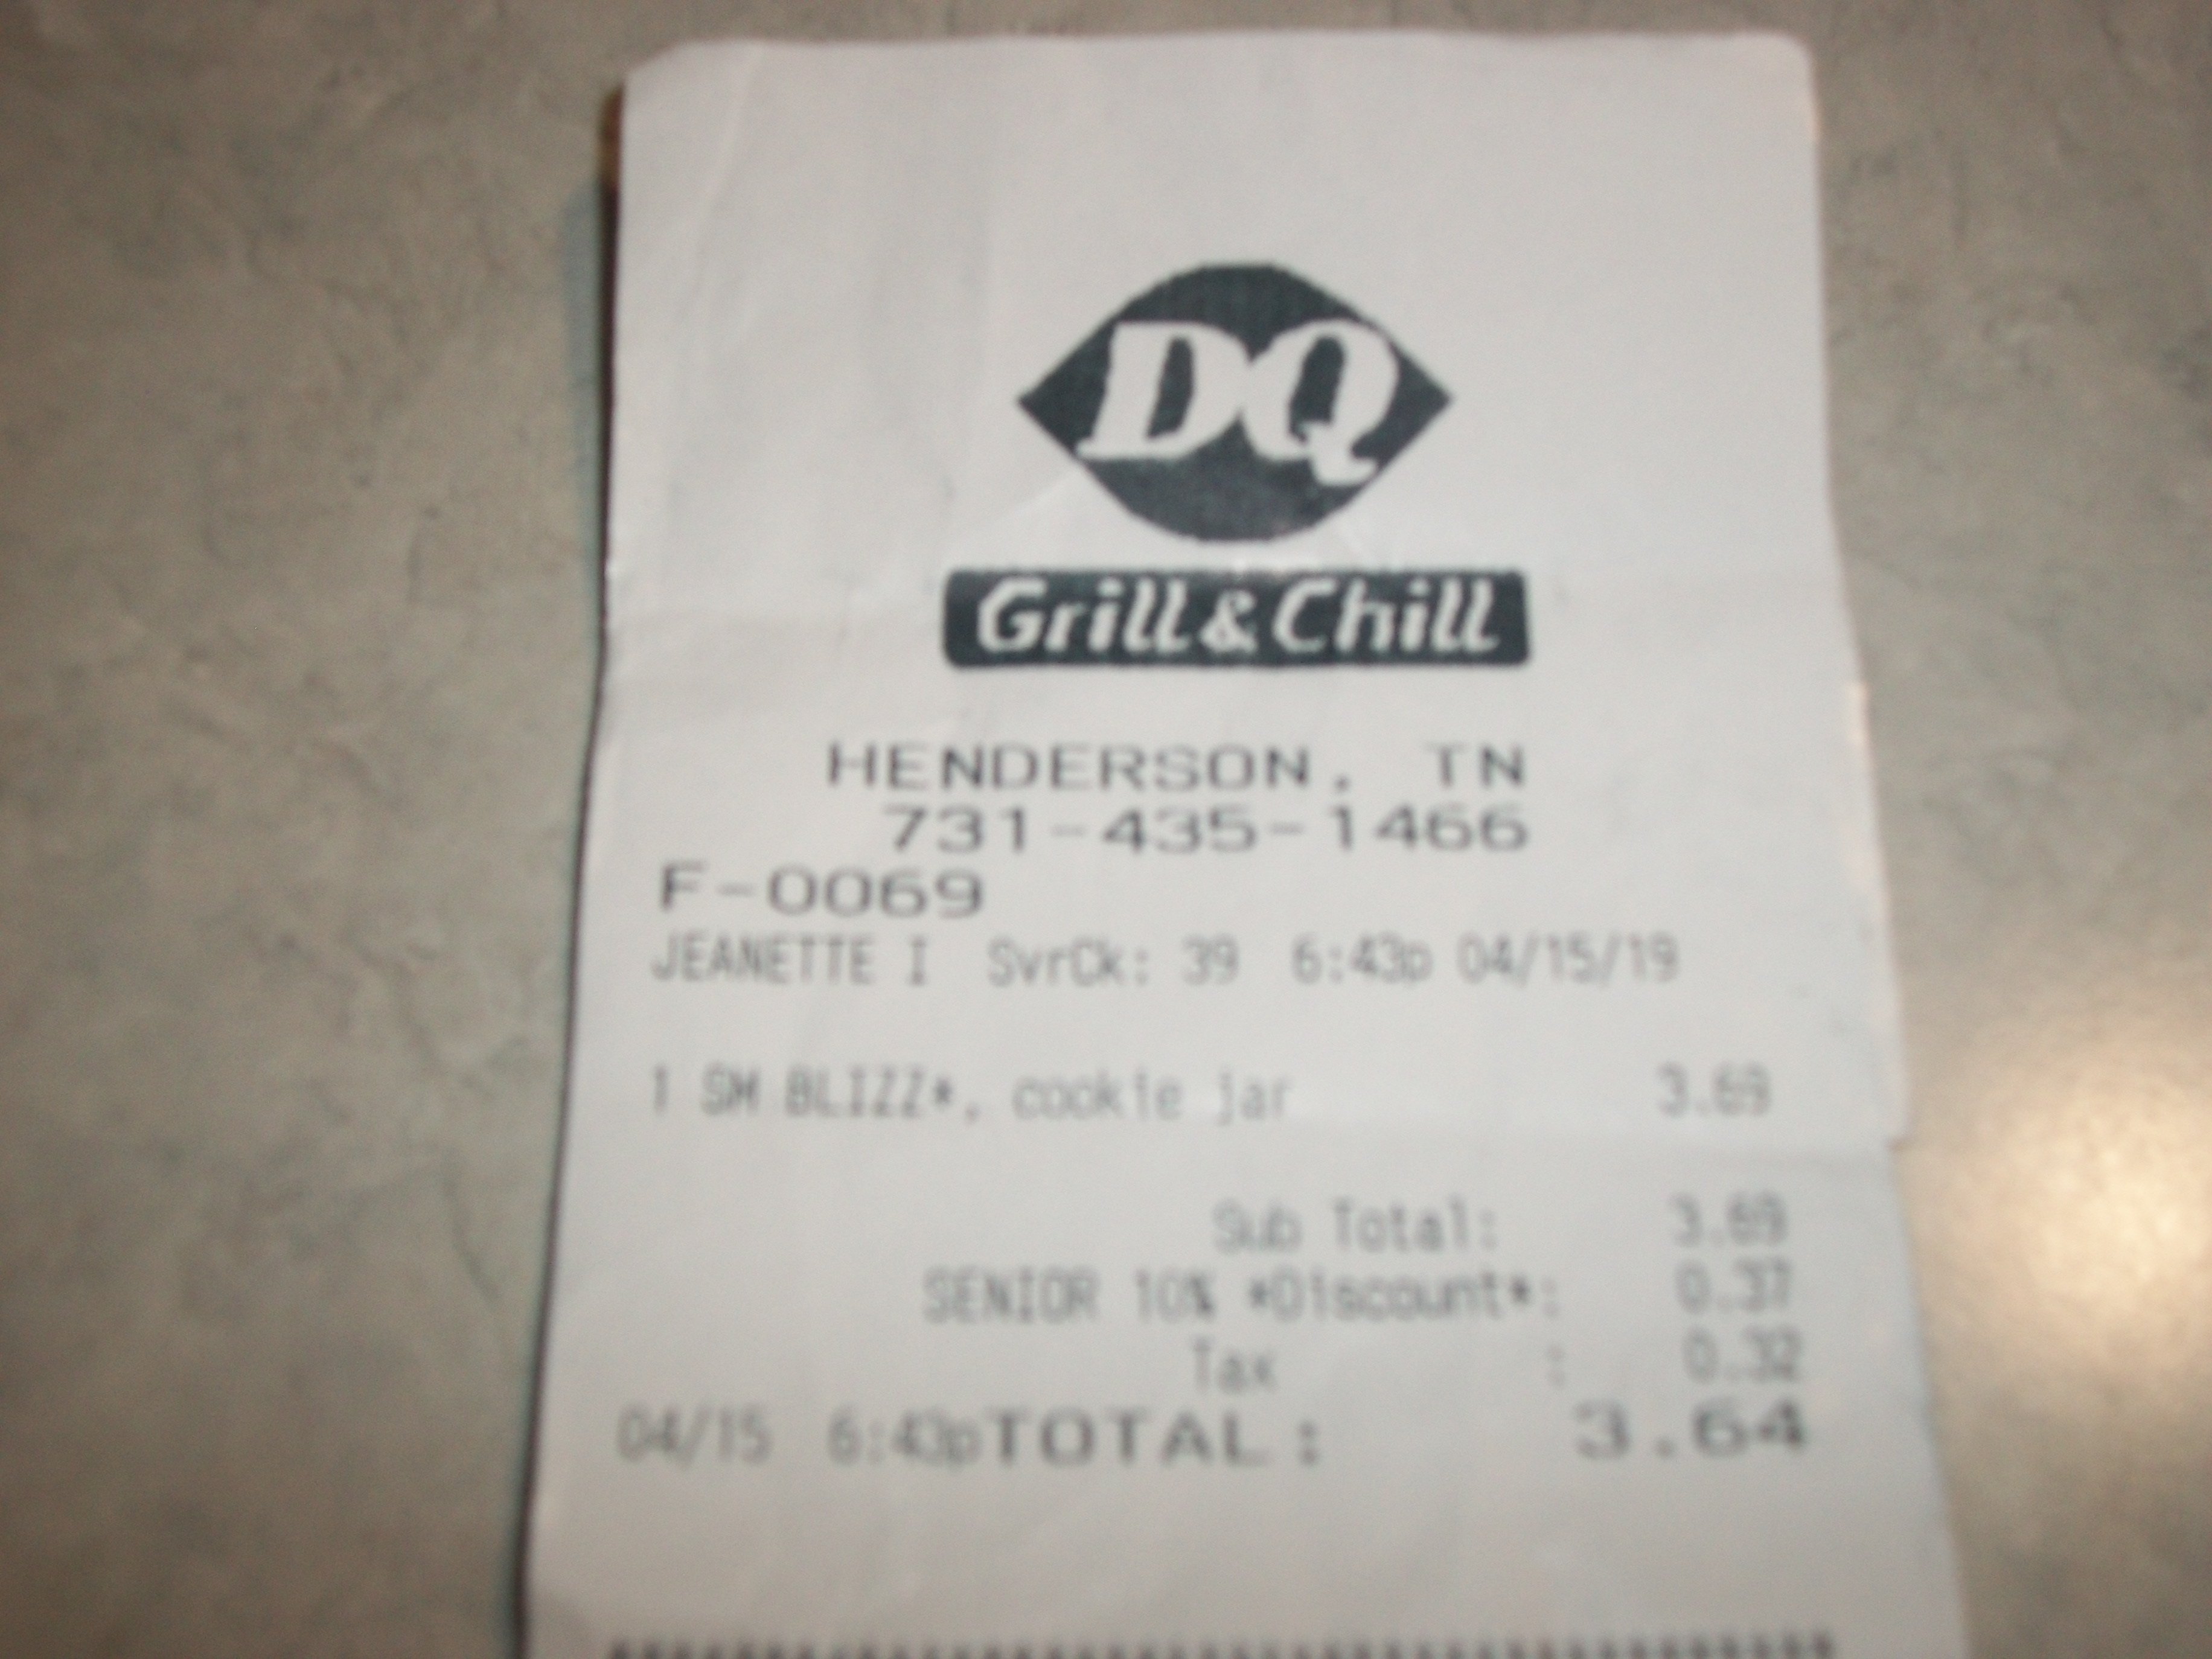 DQ
Grill & Chill
HENDERSON, TN
731-435-1466
F-0069
JEANETTE I SvrCk: 39 6:43p 04/15/19
1 SM BLIZZ*, cookie jar 3.69
Sub Total: 3.69
SENIOR 10% *Discount*: 0.37
Tax : 0.32
04/15 6:43pTOTAL: 3.64